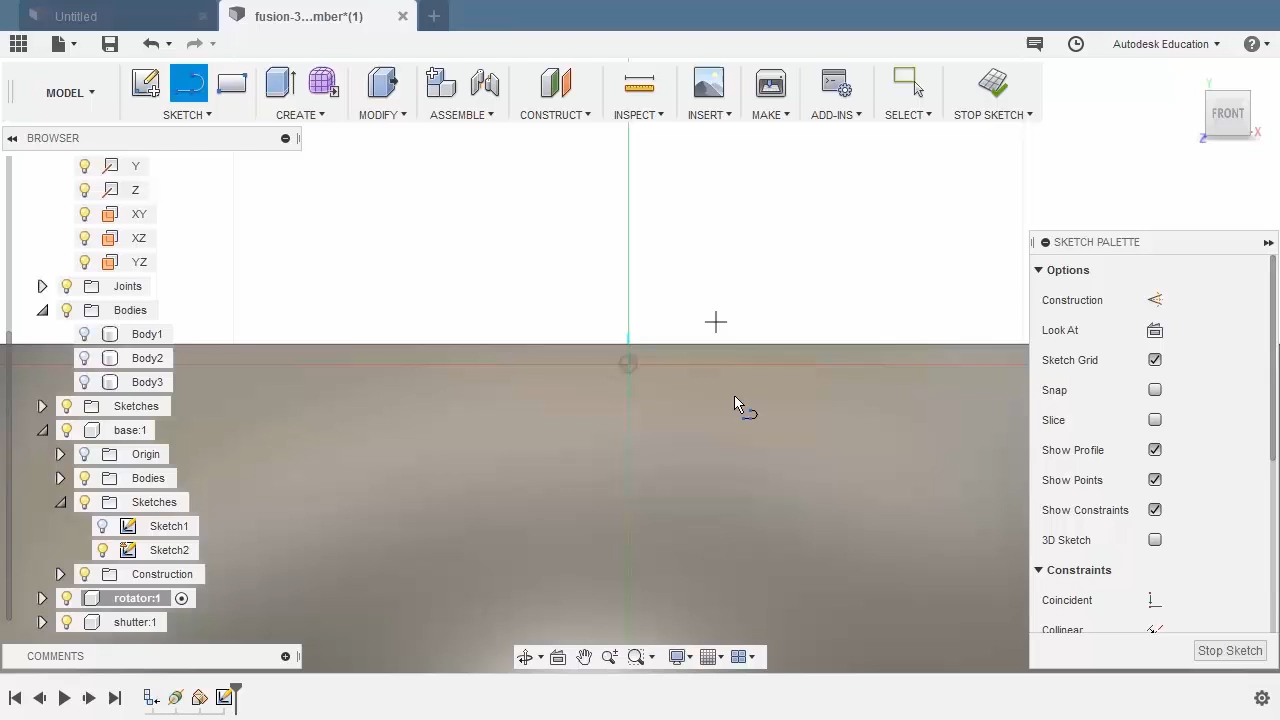 Untitled
fusion-3...mber*(1)
Autodesk Education
MODEL
SKETCH
CREATE
MODIFY
ASSEMBLE
CONSTRUCT
INSPECT
INSERT
MAKE
ADD-INS
SELECT
STOP SKETCH
Y
FRONT
X
Z
BROWSER
Y
Z
XY
XZ
YZ
Joints
Bodies
Body1
Body2
Body3
Sketches
base:1
Origin
Bodies
Sketches
Sketch1
Sketch2
Construction
rotator:1
shutter:1
COMMENTS
SKETCH PALETTE
Options
Construction
Look At
Sketch Grid
Snap
Slice
Show Profile
Show Points
Show Constraints
3D Sketch
Constraints
Coincident
Collinear
Stop Sketch